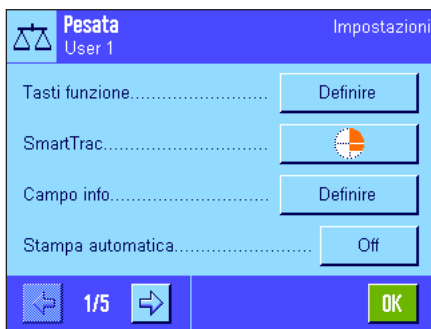 Pesata
Impostazioni
User 1
Tasti funzione......................... Definire
SmartTrac.............................
Campo info............................ Definire
Stampa automatica...................... Off
1/5
OK